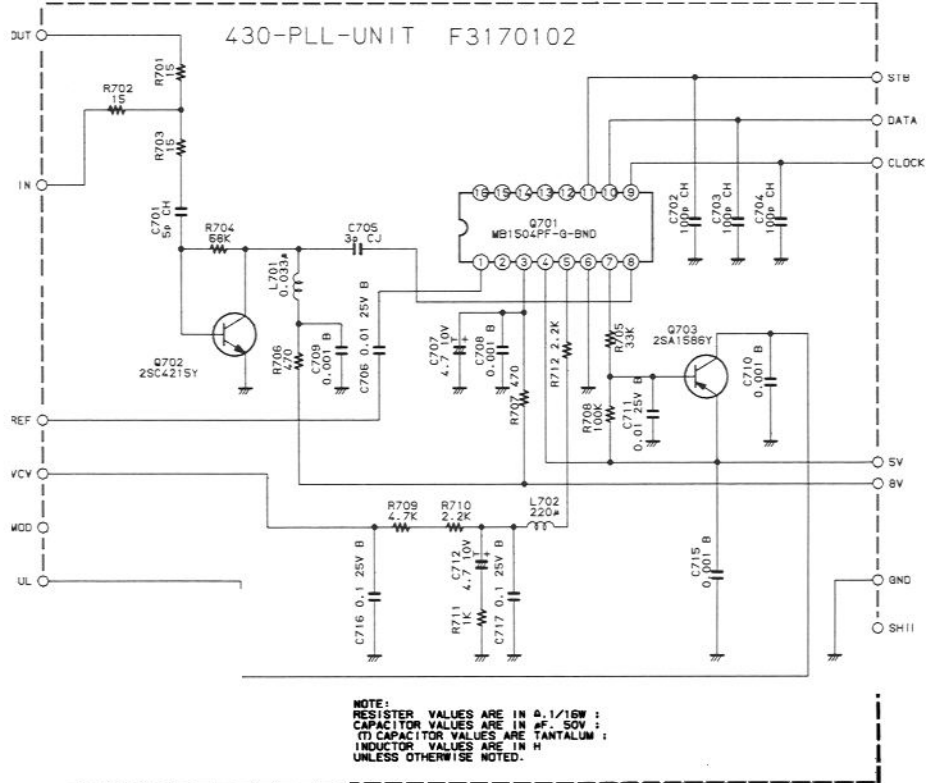 430-PLL-UNIT F3170102
OUT
R701
15
R702
15
R703
15
IN
C701
5p CH
R704
68K
C705
3p CJ
L701
0.033µ
Q702
2SC4215Y
R706
470
C709
0.001 B
C706 0.01 25V B
16 15 14 13 12 11 10 9
Q701
MB1504PF-G-BND
1 2 3 4 5 6 7 8
STB
DATA
CLOCK
C702
100p CH
C703
100p CH
C704
100p CH
C707
4.7 10V
T +
C708
0.001 B
R707 470
R712 2.2K
R705
33K
Q703
2SA1586Y
C710
0.001 B
R708
100K
C711
0.01 25V B
REF
VCV
MOD
UL
5V
8V
R709
4.7K
R710
2.2K
L702
220µ
C716 0.1 25V B
C712
4.7 10V
T +
R711
1K
C717 0.1 25V B
C715
0.001 B
GND
NOTE:
RESISTER VALUES ARE IN Ω,1/16W ;
CAPACITOR VALUES ARE IN µF, 50V ;
(T) CAPACITOR VALUES ARE TANTALUM ;
INDUCTOR VALUES ARE IN H
UNLESS OTHERWISE NOTED.